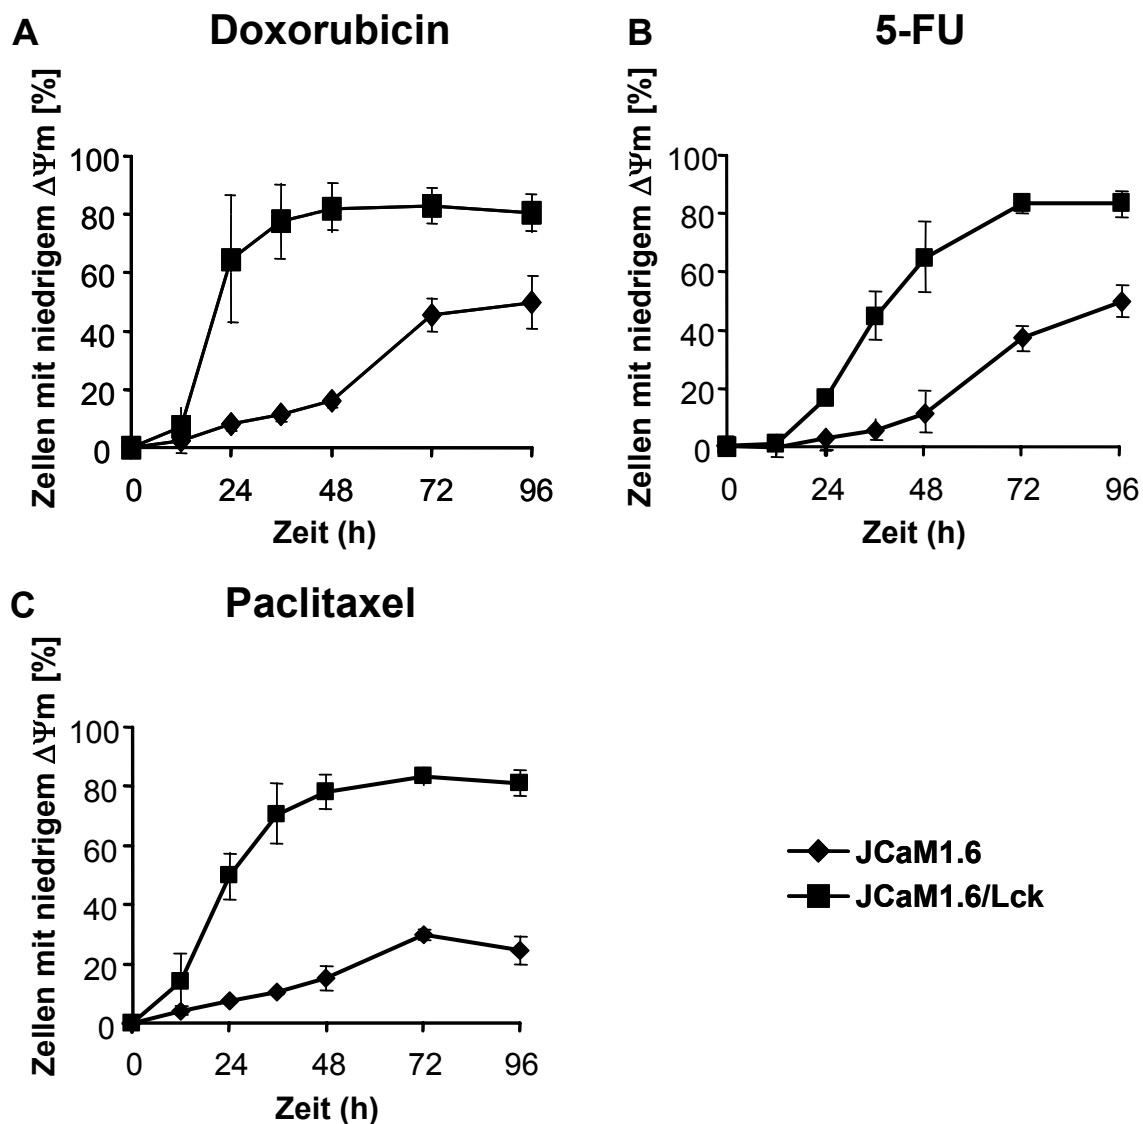 A
Doxorubicin
Zellen mit niedrigem ΔΨm [%]
100
80
60
40
20
0
0 24 48 72 96
Zeit (h)
B
5-FU
Zellen mit niedrigem ΔΨm [%]
100
80
60
40
20
0
0 24 48 72 96
Zeit (h)
C
Paclitaxel
Zellen mit niedrigem ΔΨm [%]
100
80
60
40
20
0
0 24 48 72 96
Zeit (h)
JCaM1.6
JCaM1.6/Lck